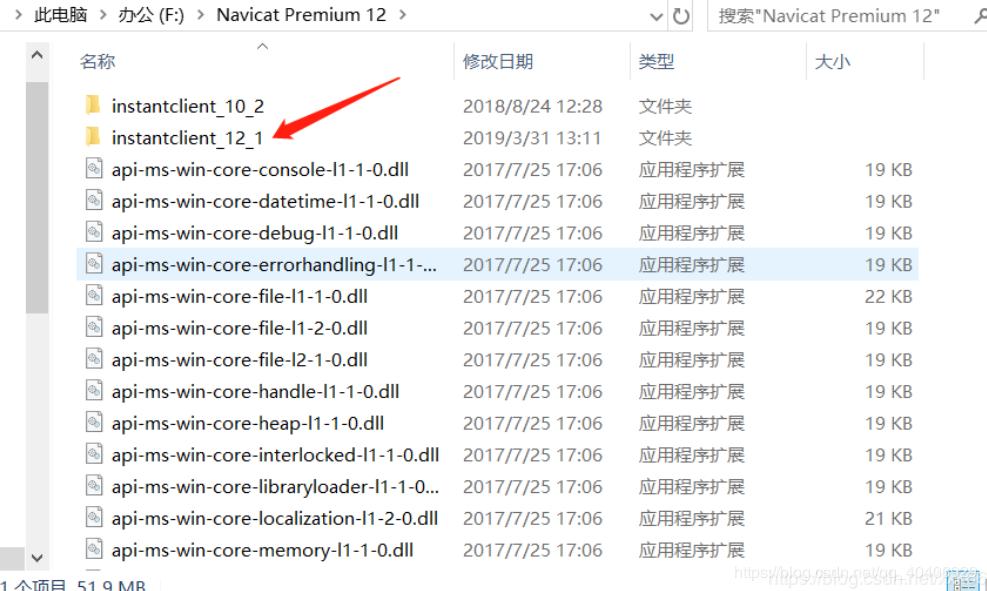 此电脑 > 办公 (F:) > Navicat Premium 12 >
搜索"Navicat Premium 12"
名称 修改日期 类型 大小
instantclient_10_2 2018/8/24 12:28 文件夹
instantclient_12_1 2019/3/31 13:11 文件夹
api-ms-win-core-console-l1-1-0.dll 2017/7/25 17:06 应用程序扩展 19 KB
api-ms-win-core-datetime-l1-1-0.dll 2017/7/25 17:06 应用程序扩展 19 KB
api-ms-win-core-debug-l1-1-0.dll 2017/7/25 17:06 应用程序扩展 19 KB
api-ms-win-core-errorhandling-l1-1-... 2017/7/25 17:06 应用程序扩展 19 KB
api-ms-win-core-file-l1-1-0.dll 2017/7/25 17:06 应用程序扩展 22 KB
api-ms-win-core-file-l1-2-0.dll 2017/7/25 17:06 应用程序扩展 19 KB
api-ms-win-core-file-l2-1-0.dll 2017/7/25 17:06 应用程序扩展 19 KB
api-ms-win-core-handle-l1-1-0.dll 2017/7/25 17:06 应用程序扩展 19 KB
api-ms-win-core-heap-l1-1-0.dll 2017/7/25 17:06 应用程序扩展 19 KB
api-ms-win-core-interlocked-l1-1-0.dll 2017/7/25 17:06 应用程序扩展 19 KB
api-ms-win-core-libraryloader-l1-1-0... 2017/7/25 17:06 应用程序扩展 19 KB
api-ms-win-core-localization-l1-2-0.dll 2017/7/25 17:06 应用程序扩展 21 KB
api-ms-win-core-memory-l1-1-0.dll 2017/7/25 17:06 应用程序扩展 19 KB
1 个项目 51.9 MB